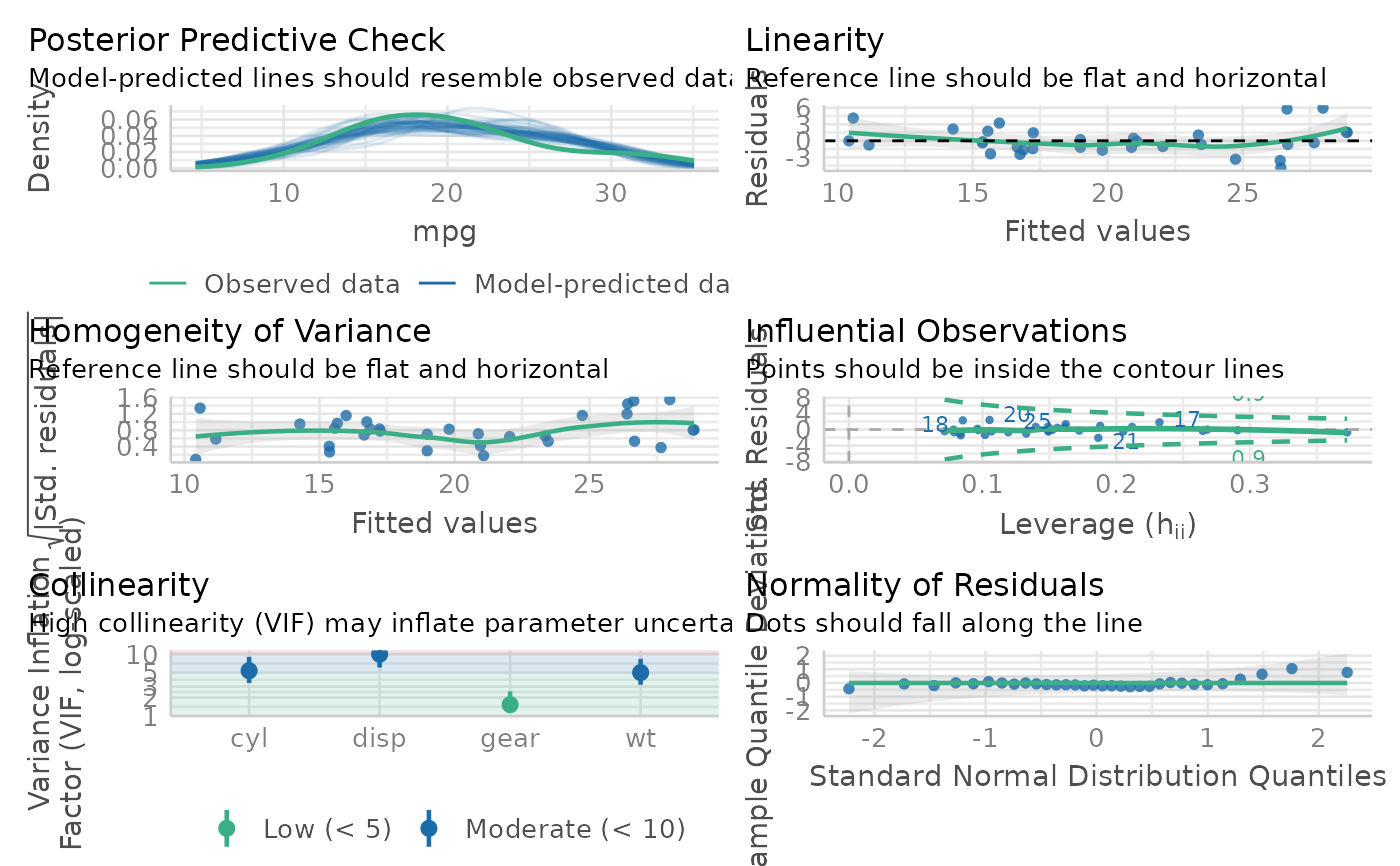 Posterior Predictive Check
Model-predicted lines should resemble observed data
Density
0.06
0.04
0.02
0.00
10 20 30
mpg
Observed data Model-predicted da
Linearity
Reference line should be flat and horizontal
Residuals
6
3
0
-3
10 15 20 25
Fitted values
Homogeneity of Variance
Reference line should be flat and horizontal
√|Std. residuals|
1.6
1.2
0.8
0.4
10 15 20 25
Fitted values
Influential Observations
Points should be inside the contour lines
Std. Residuals
8
4
0
-4
-8
0.9
18
20
25
17
21
0.9
0.0 0.1 0.2 0.3
Leverage (hii)
Collinearity
High collinearity (VIF) may inflate parameter uncerta
Variance Inflation
Factor (VIF, log-scaled)
10
5
3
2
1
cyl disp gear wt
Low (< 5) Moderate (< 10)
Normality of Residuals
Dots should fall along the line
ample Quantile Deviations
2
1
0
-1
-2
-2 -1 0 1 2
Standard Normal Distribution Quantiles